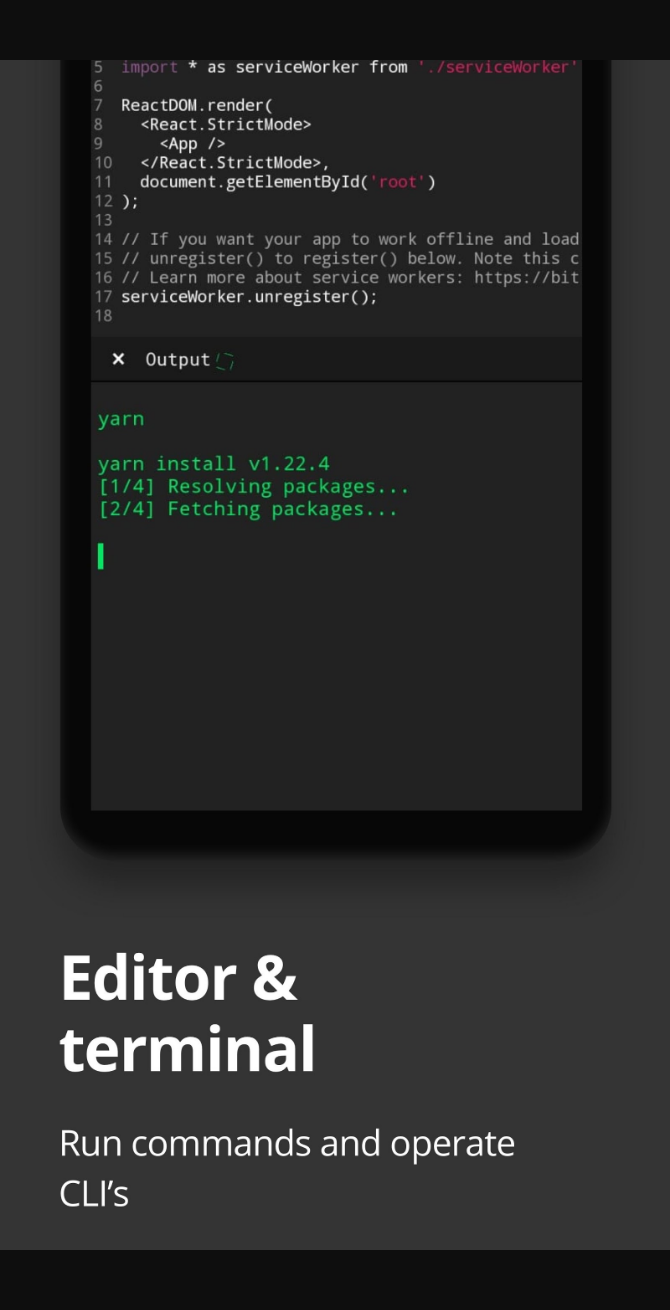 5 import * as serviceWorker from './serviceWorker'
6
7 ReactDOM.render(
8   <React.StrictMode>
9     <App />
10   </React.StrictMode>,
11   document.getElementById('root')
12 );
13
14 // If you want your app to work offline and load
15 // unregister() to register() below. Note this c
16 // Learn more about service workers: https://bit
17 serviceWorker.unregister();
18
× Output
yarn
yarn install v1.22.4
[1/4] Resolving packages...
[2/4] Fetching packages...
Editor &
terminal
Run commands and operate
CLI’s